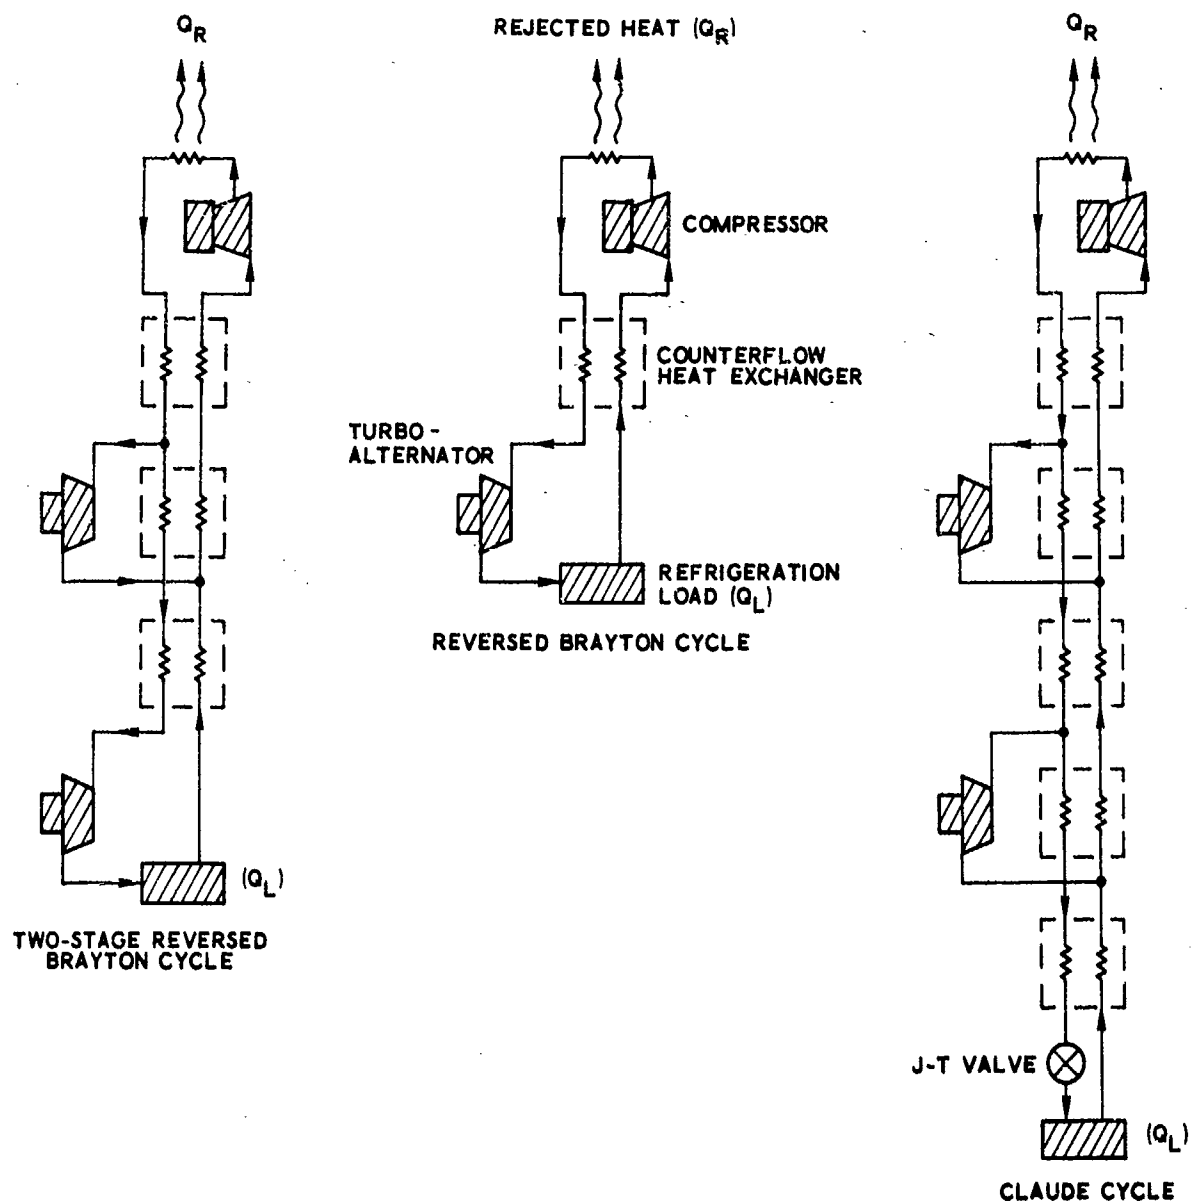 Q_R
REJECTED HEAT (Q_R)
Q_R
COMPRESSOR
COUNTERFLOW
HEAT EXCHANGER
TURBO-
ALTERNATOR
REFRIGERATION
LOAD (Q_L)
REVERSED BRAYTON CYCLE
(Q_L)
TWO-STAGE REVERSED
BRAYTON CYCLE
J-T VALVE
(Q_L)
CLAUDE CYCLE